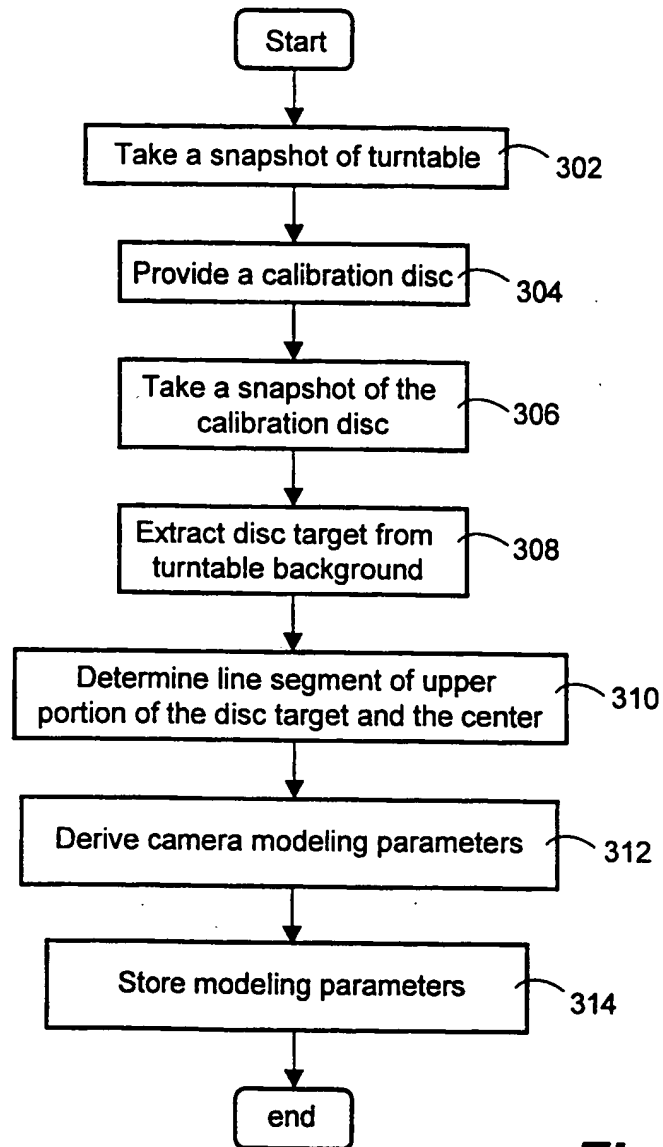 Start
Take a snapshot of turntable
302
Provide a calibration disc
304
Take a snapshot of the
calibration disc
306
Extract disc target from
turntable background
308
Determine line segment of upper
portion of the disc target and the center
310
Derive camera modeling parameters
312
Store modeling parameters
314
end